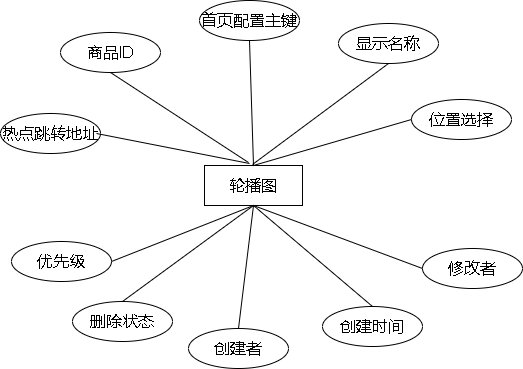 首页配置主键
显示名称
商品ID
位置选择
热点跳转地址
轮播图
优先级
修改者
删除状态
创建时间
创建者